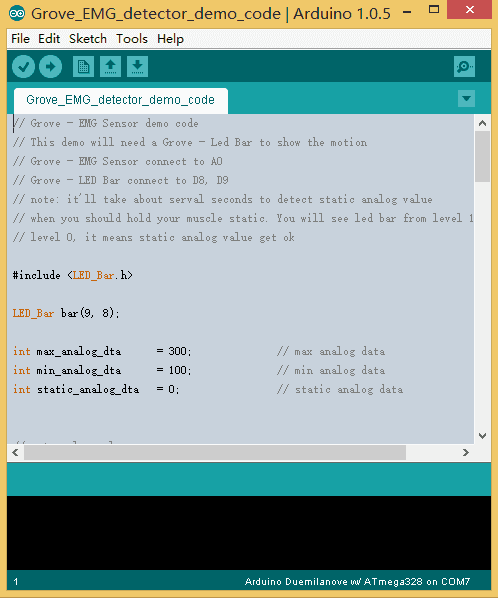 Grove_EMG_detector_demo_code | Arduino 1.0.5
File Edit Sketch Tools Help
Grove_EMG_detector_demo_code
// Grove - EMG Sensor demo code
// This demo will need a Grove - Led Bar to show the motion
// Grove - EMG Sensor connect to A0
// Grove - LED Bar connect to D8, D9
// note: it'll take about serval seconds to detect static analog value
// when you should hold your muscle static. You will see led bar from level 1
// level 0, it means static analog value get ok
#include <LED_Bar.h>
LED_Bar bar(9, 8);
int max_analog_dta = 300; // max analog data
int min_analog_dta = 100; // min analog data
int static_analog_dta = 0; // static analog data
1 Arduino Duemilanove w/ ATmega328 on COM7